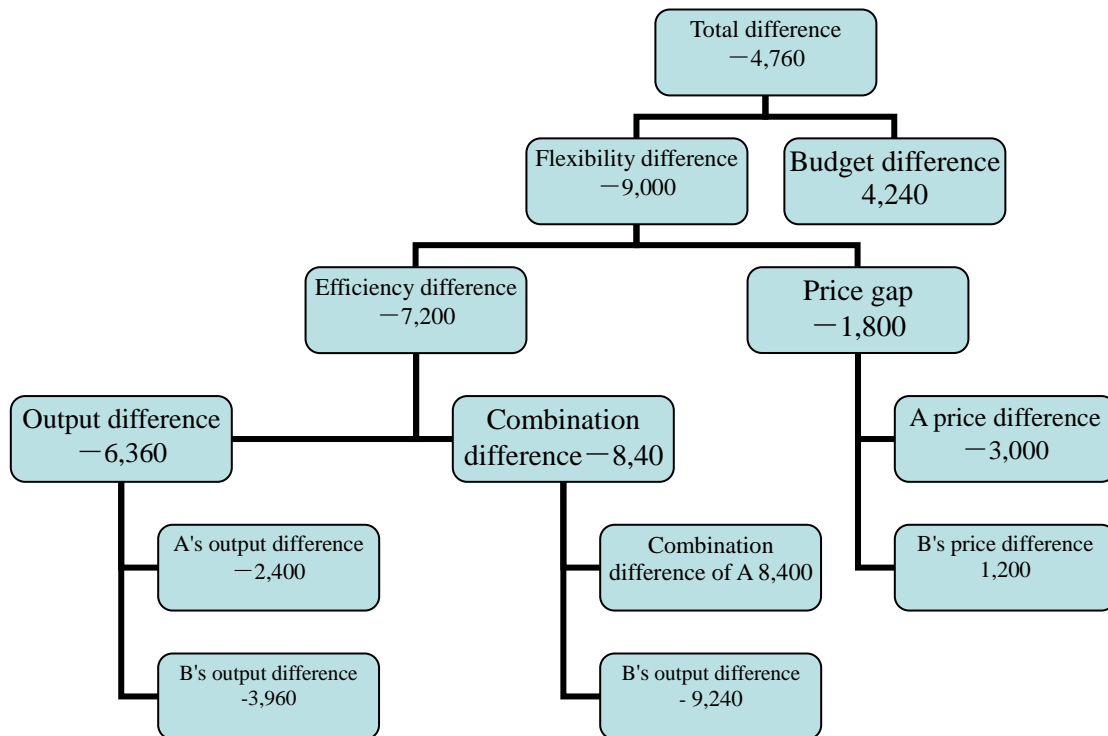 Total difference
－4,760
Flexibility difference
－9,000
Budget difference
4,240
Efficiency difference
－7,200
Price gap
－1,800
Output difference
－6,360
Combination
difference－8,40
A price difference
－3,000
A's output difference
－2,400
Combination
difference of A 8,400
B's price difference
1,200
B's output difference
-3,960
B's output difference
- 9,240